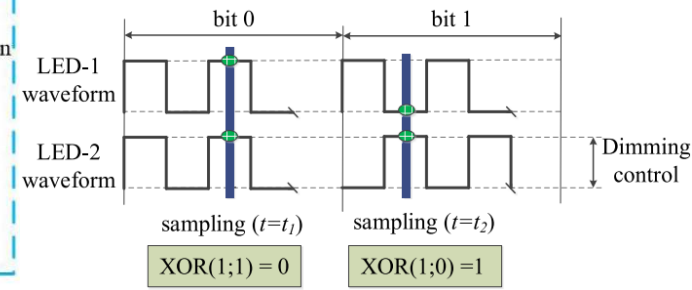 bit 0
bit 1
n
LED-1
waveform
LED-2
waveform
Dimming
control
sampling (t=t1)
sampling (t=t2)
XOR(1;1) = 0
XOR(1;0) =1